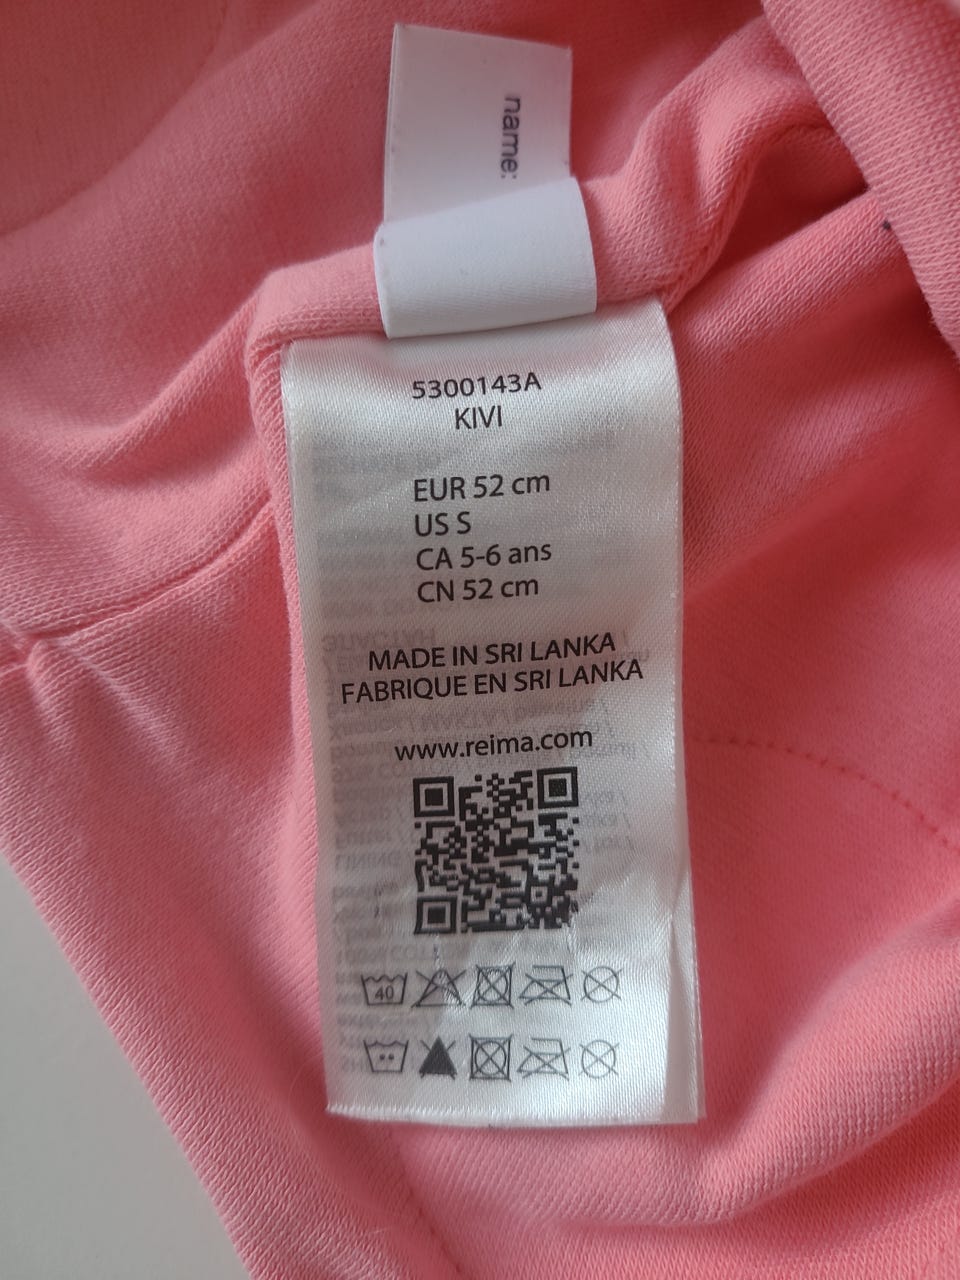 name:
5300143A
KIVI
EUR 52 cm
US S
CA 5-6 ans
CN 52 cm
MADE IN SRI LANKA
FABRIQUE EN SRI LANKA
www.reima.com
40